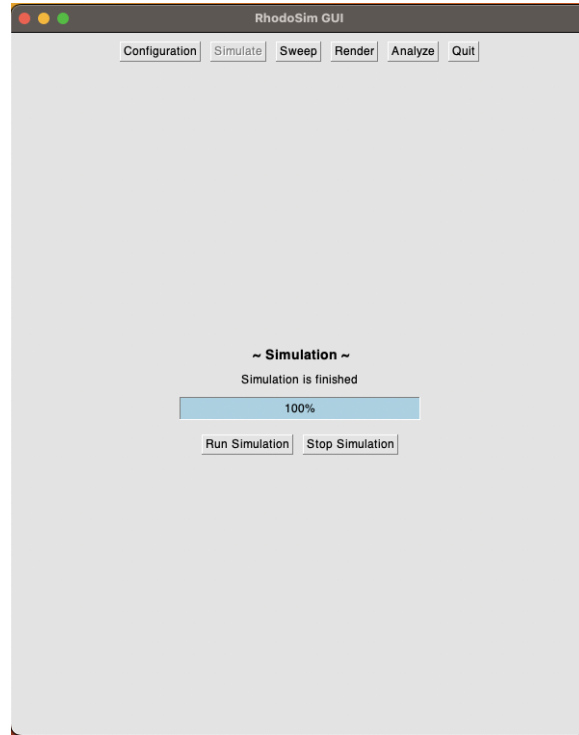 RhodoSim GUI
Configuration Simulate Sweep Render Analyze Quit
~ Simulation ~
Simulation is finished
100%
Run Simulation Stop Simulation